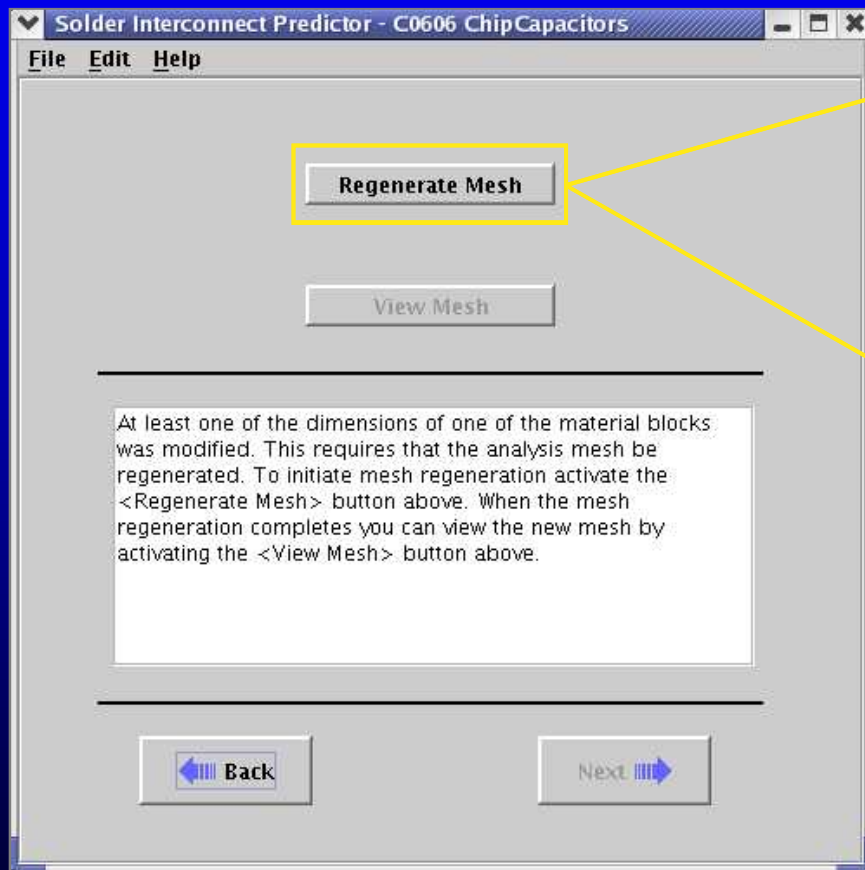 Solder Interconnect Predictor - C0606 ChipCapacitors
File Edit Help
Regenerate Mesh
View Mesh
At least one of the dimensions of one of the material blocks
was modified. This requires that the analysis mesh be
regenerated. To initiate mesh regeneration activate the
<Regenerate Mesh> button above. When the mesh
regeneration completes you can view the new mesh by
activating the <View Mesh> button above.
Back Next